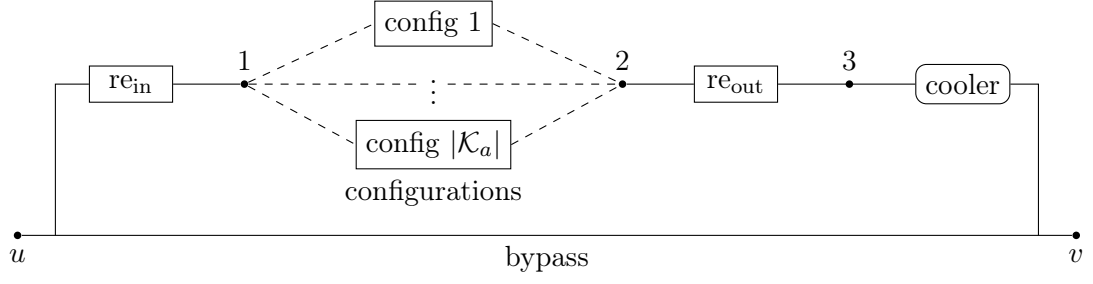 config 1
1
2
3
re_in
⋮
re_out
cooler
config |𝒦_a|
configurations
u
bypass
v